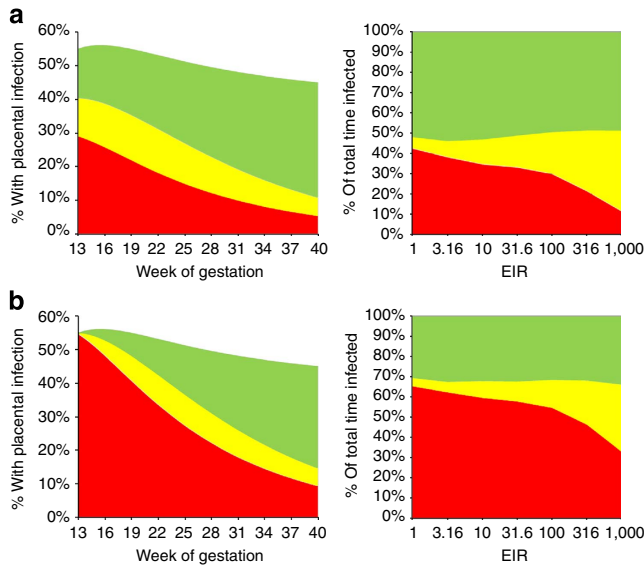 a
% With placental infection
60%
50%
40%
30%
20%
10%
0%
13 16 19 22 25 28 31 34 37 40
Week of gestation
% Of total time infected
100%
90%
80%
70%
60%
50%
40%
30%
20%
10%
0%
1 3.16 10 31.6 100 316 1,000
EIR
b
% With placental infection
60%
50%
40%
30%
20%
10%
0%
13 16 19 22 25 28 31 34 37 40
Week of gestation
% Of total time infected
100%
90%
80%
70%
60%
50%
40%
30%
20%
10%
0%
1 3.16 10 31.6 100 316 1,000
EIR